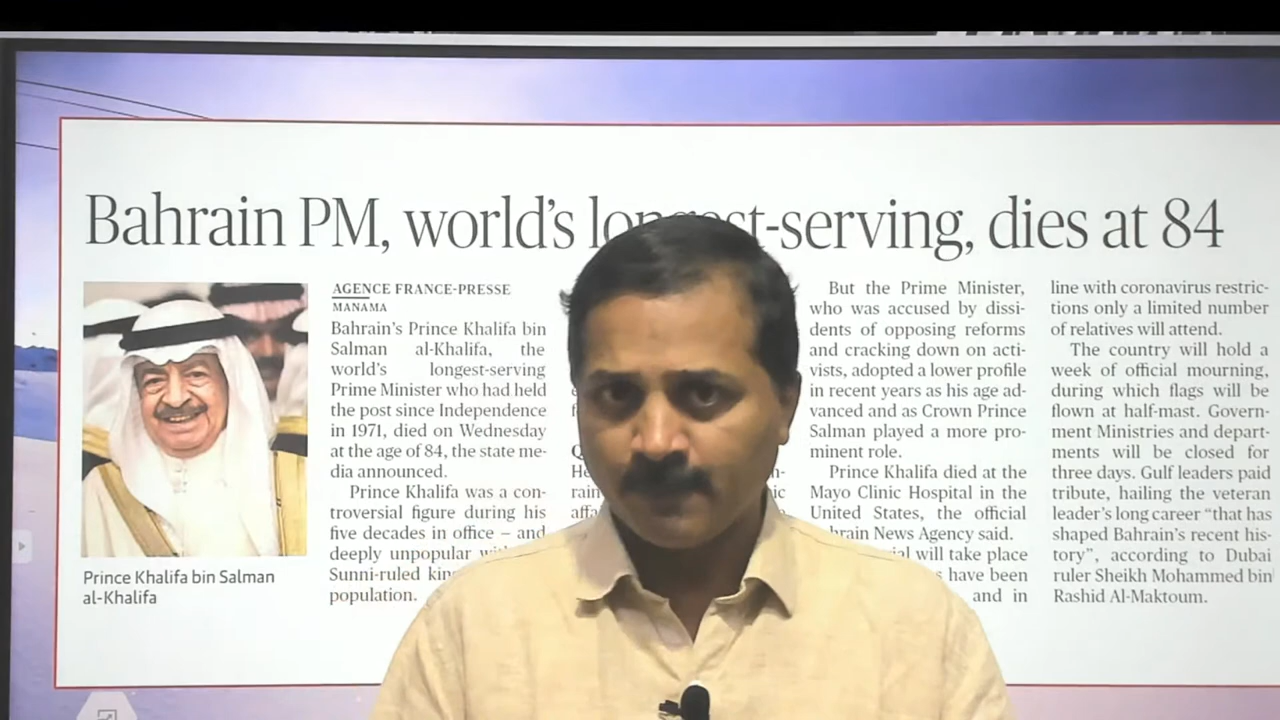 Bahrain PM, world's st-serving, dies at 84
AGENCE FRANCE-PRESSE
MANAMA
Bahrain's Prince Khalifa bin
Salman al-Khalifa, the
world's longest-serving
Prime Minister who had held
the post since Independence
in 1971, died on Wednesday
at the age of 84, the state me-
dia announced.
Prince Khalifa was a con-
troversial figure during his
five decades in office – and
deeply unpopular
Sunni-ruled
population.
But the Prime Minister,
who was accused by dissi-
dents of opposing reforms
and cracking down on acti-
vists, adopted a lower profile
in recent years as his age ad-
vanced and as Crown Prince
Salman played a more pro-
minent role.
Prince Khalifa died at the
Mayo Clinic Hospital in the
United States, the official
rain News Agency said.
ial will take place
s have been
and in
line with coronavirus restric-
tions only a limited number
of relatives will attend.
The country will hold a
week of official mourning,
during which flags will be
flown at half-mast. Govern-
ment Ministries and depart-
ments will be closed for
three days. Gulf leaders paid
tribute, hailing the veteran
leader's long career “that has
shaped Bahrain's recent his-
tory”, according to Dubai
ruler Sheikh Mohammed bin
Rashid Al-Maktoum.
Prince Khalifa bin Salman
al-Khalifa